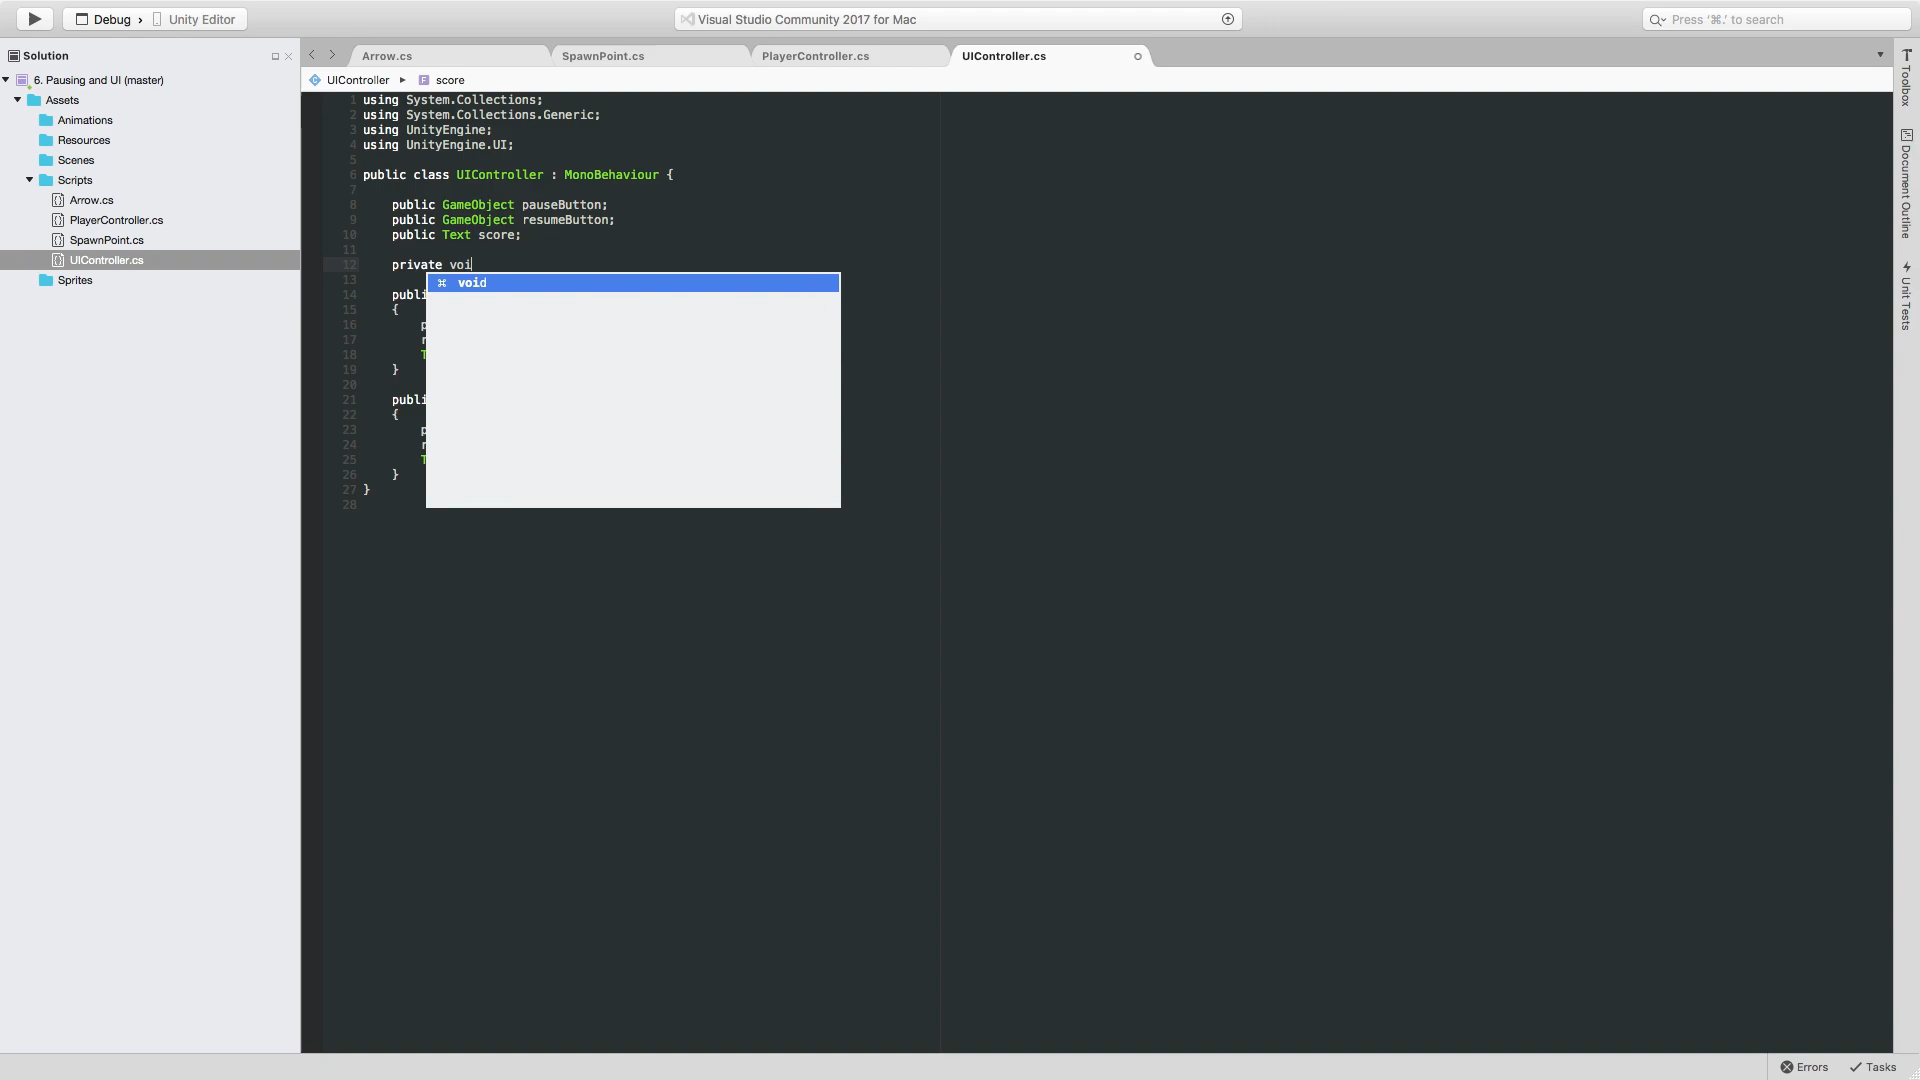 Debug › Unity Editor
Visual Studio Community 2017 for Mac
Press '⌘.' to search
Solution
Arrow.cs
SpawnPoint.cs
PlayerController.cs
UIController.cs
UIController ▸ score
6. Pausing and UI (master)
Assets
Animations
Resources
Scenes
Scripts
Arrow.cs
PlayerController.cs
SpawnPoint.cs
UIController.cs
Sprites
1 using System.Collections;
2 using System.Collections.Generic;
3 using UnityEngine;
4 using UnityEngine.UI;
5
6 public class UIController : MonoBehaviour {
7
8 public GameObject pauseButton;
9 public GameObject resumeButton;
10 public Text score;
11
12 private voi
⌘ void
13
14 publi
15 {
16 p
17 r
18 T
19 }
20
21 publi
22 {
23 p
24 r
25 T
26 }
27 }
28
Toolbox
Document Outline
Unit Tests
Errors
Tasks